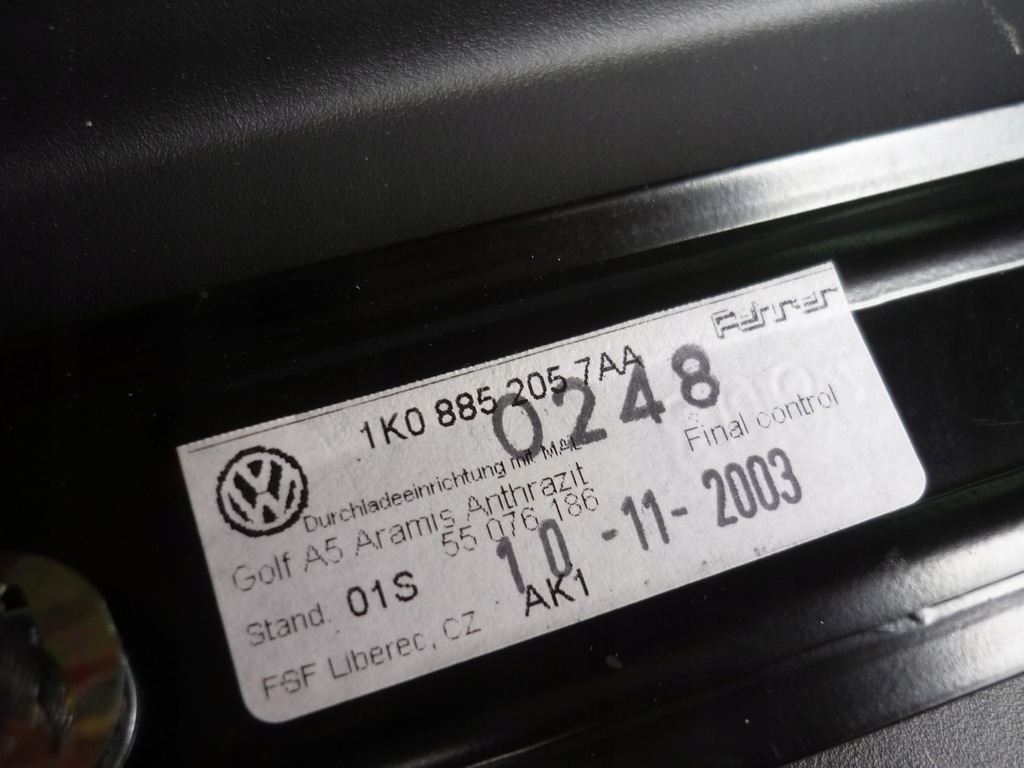 Fehrer
1K0 885 205 7AA
0248
Durchladeeinrichtung mit MAL
Final control
Golf A5 Aramis Anthrazit
55 076 186
10 -11- 2003
Stand. 01S
AK1
FSF Liberec, CZ